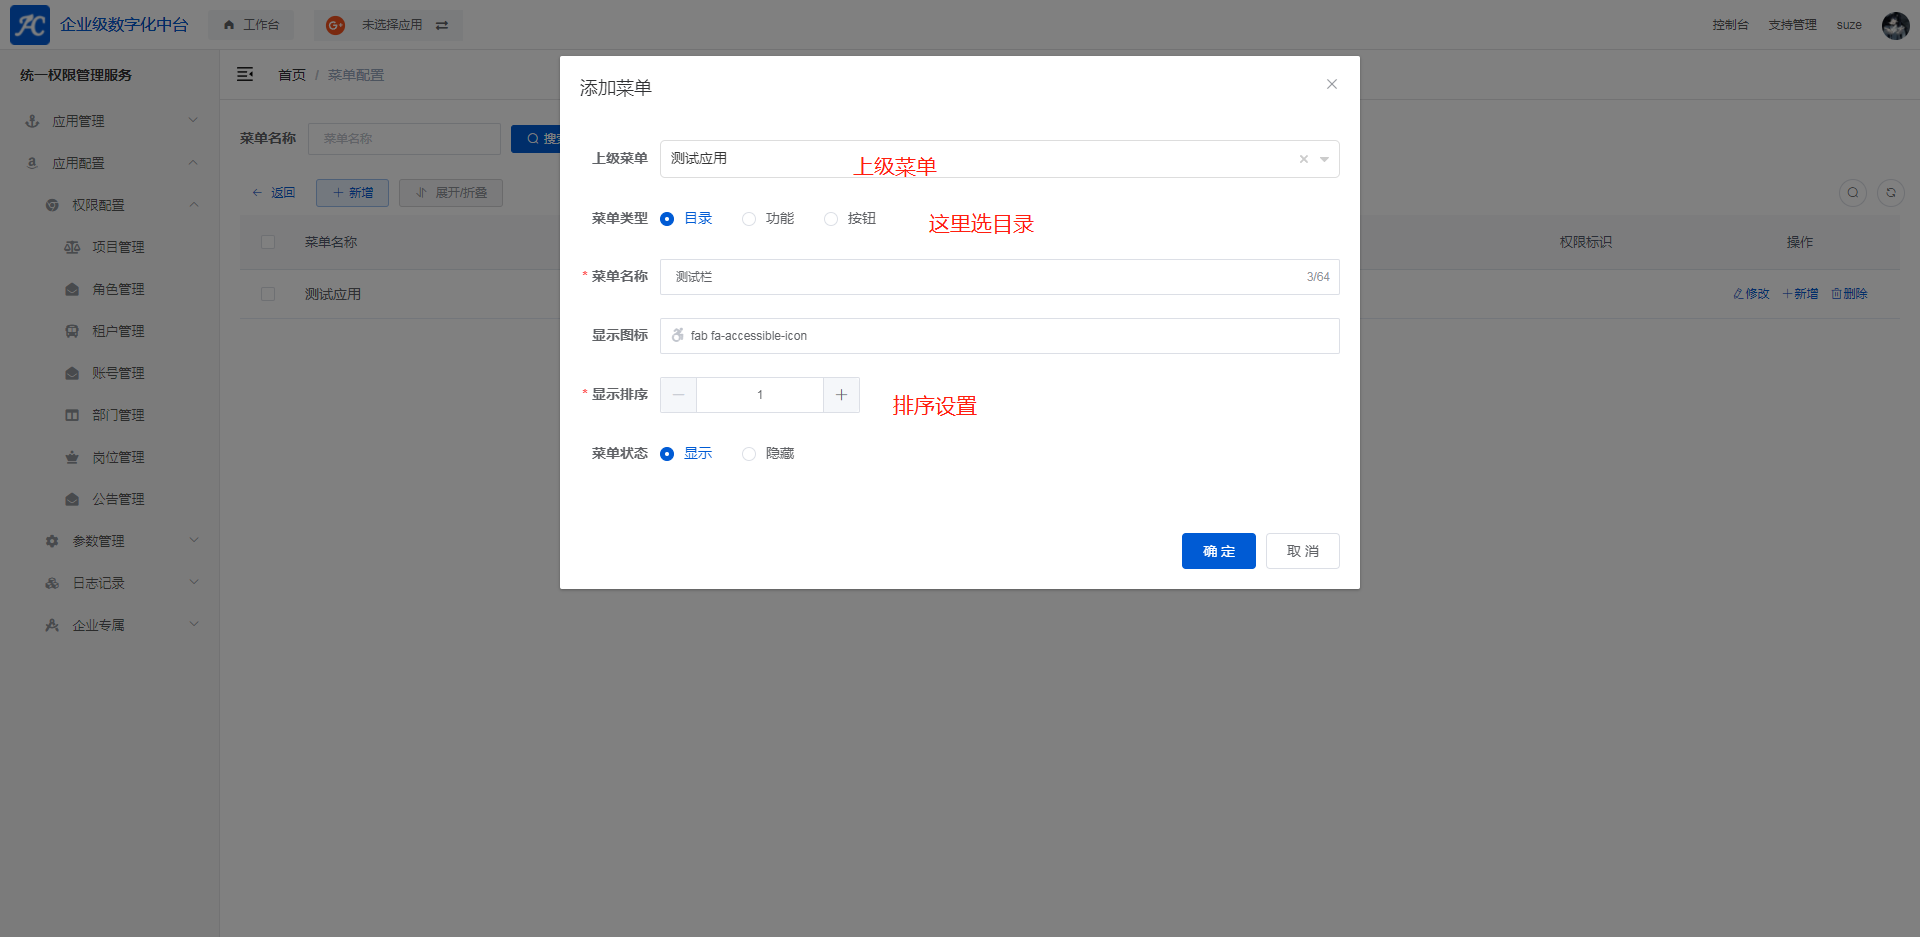 企业级数字化中台
工作台
未选择应用
控制台
支持管理
suze
统一权限管理服务
首页 / 菜单配置
应用管理
应用配置
权限配置
项目管理
角色管理
租户管理
账号管理
部门管理
岗位管理
公告管理
参数管理
日志记录
企业专属
菜单名称
菜单名称
返回
新增
展开/折叠
菜单名称
权限标识
操作
测试应用
修改
新增
删除
添加菜单
上级菜单
测试应用
上级菜单
菜单类型
目录
功能
按钮
这里选目录
* 菜单名称
测试栏
3/64
显示图标
fab fa-accessible-icon
* 显示排序
1
排序设置
菜单状态
显示
隐藏
确 定
取 消